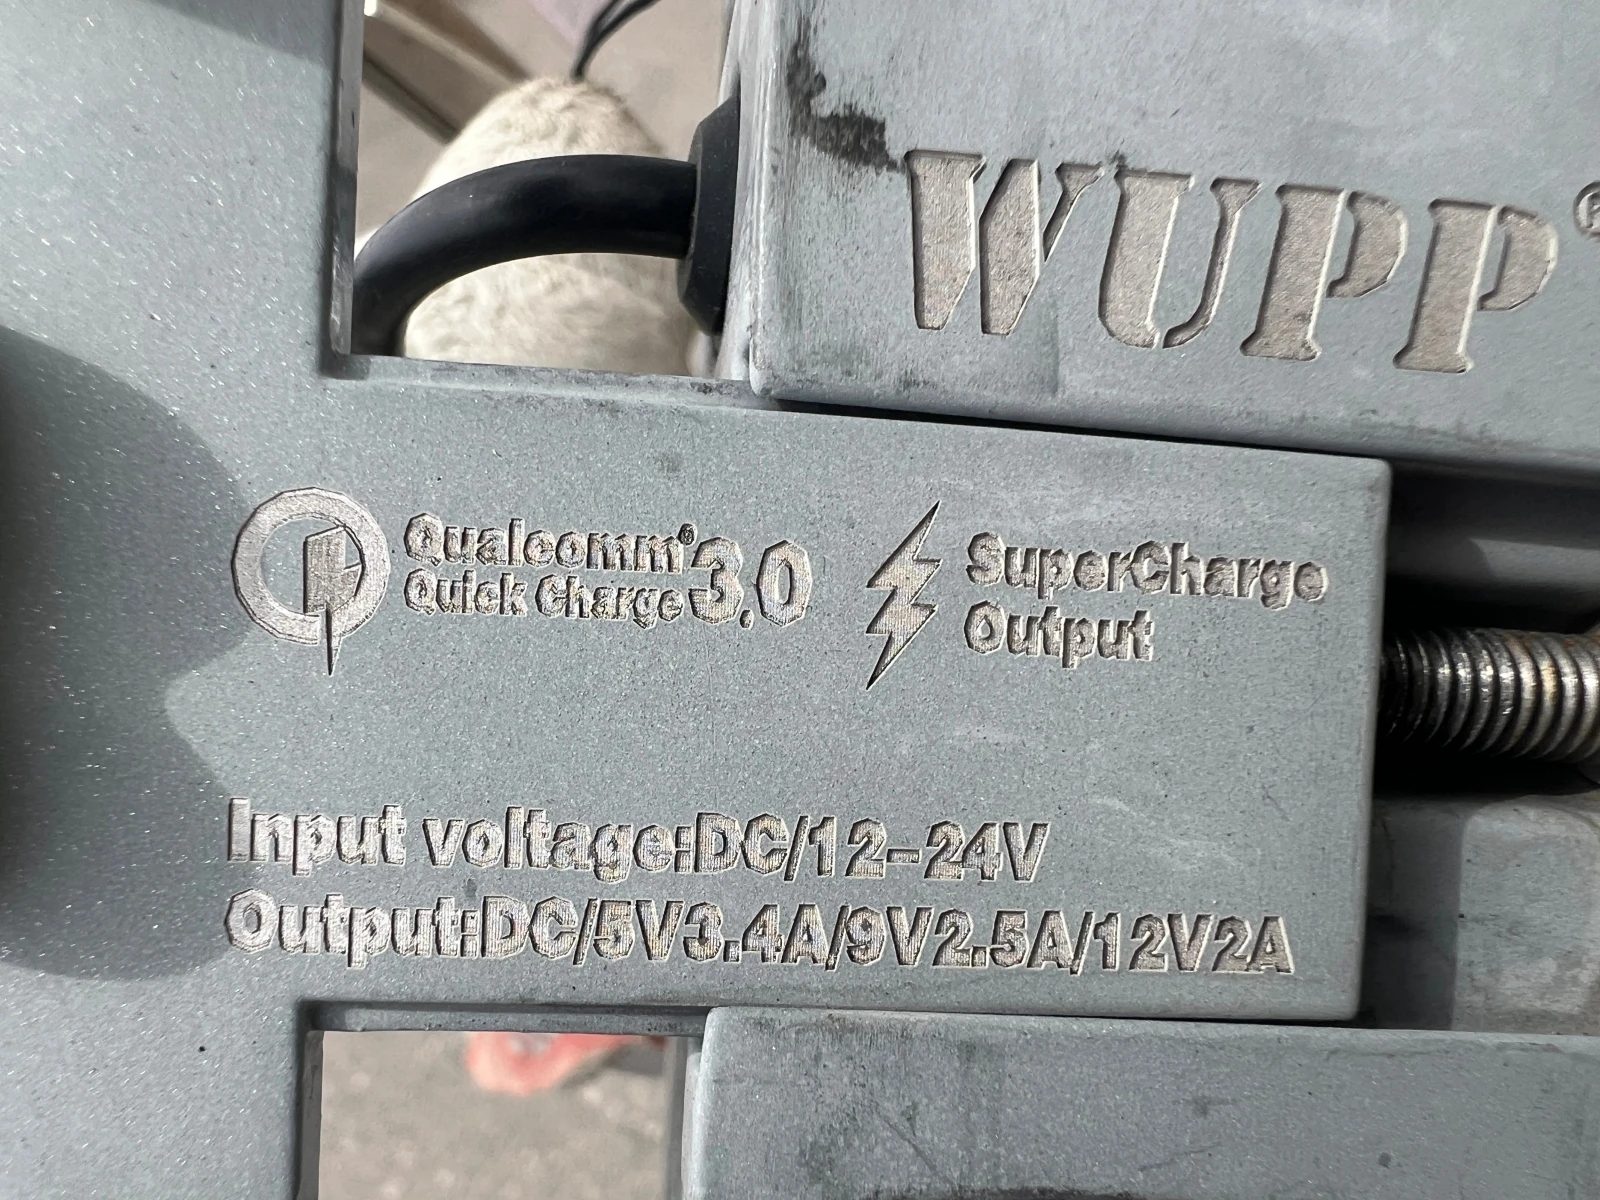 WUPP®
Qualcomm® 3.0
Quick Charge
SuperCharge
Output
Input voltage:DC/12-24V
Output:DC/5V3.4A/9V2.5A/12V2A